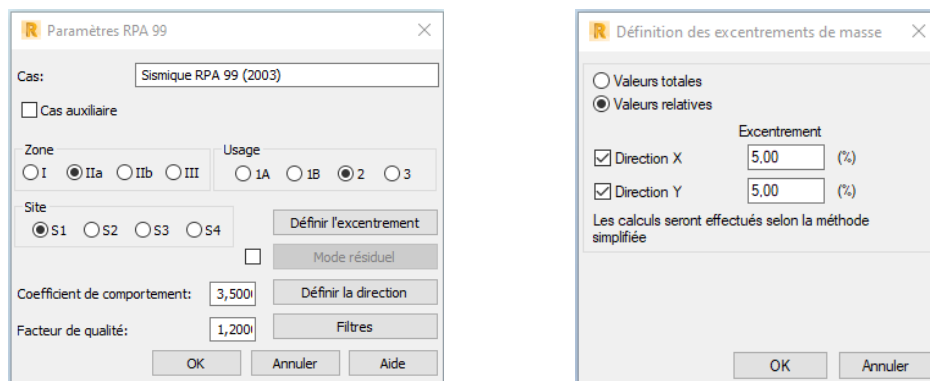 Paramètres RPA 99
Cas: Sismique RPA 99 (2003)
Cas auxiliaire
Zone
I IIa IIb III
Usage
1A 1B 2 3
Site
S1 S2 S3 S4
Définir l'excentrement
Mode résiduel
Coefficient de comportement: 3,500
Définir la direction
Facteur de qualité: 1,200
Filtres
OK Annuler Aide
Définition des excentrements de masse
Valeurs totales
Valeurs relatives
Excentrement
Direction X 5,00 (%)
Direction Y 5,00 (%)
Les calculs seront effectués selon la méthode
simplifiée
OK Annuler